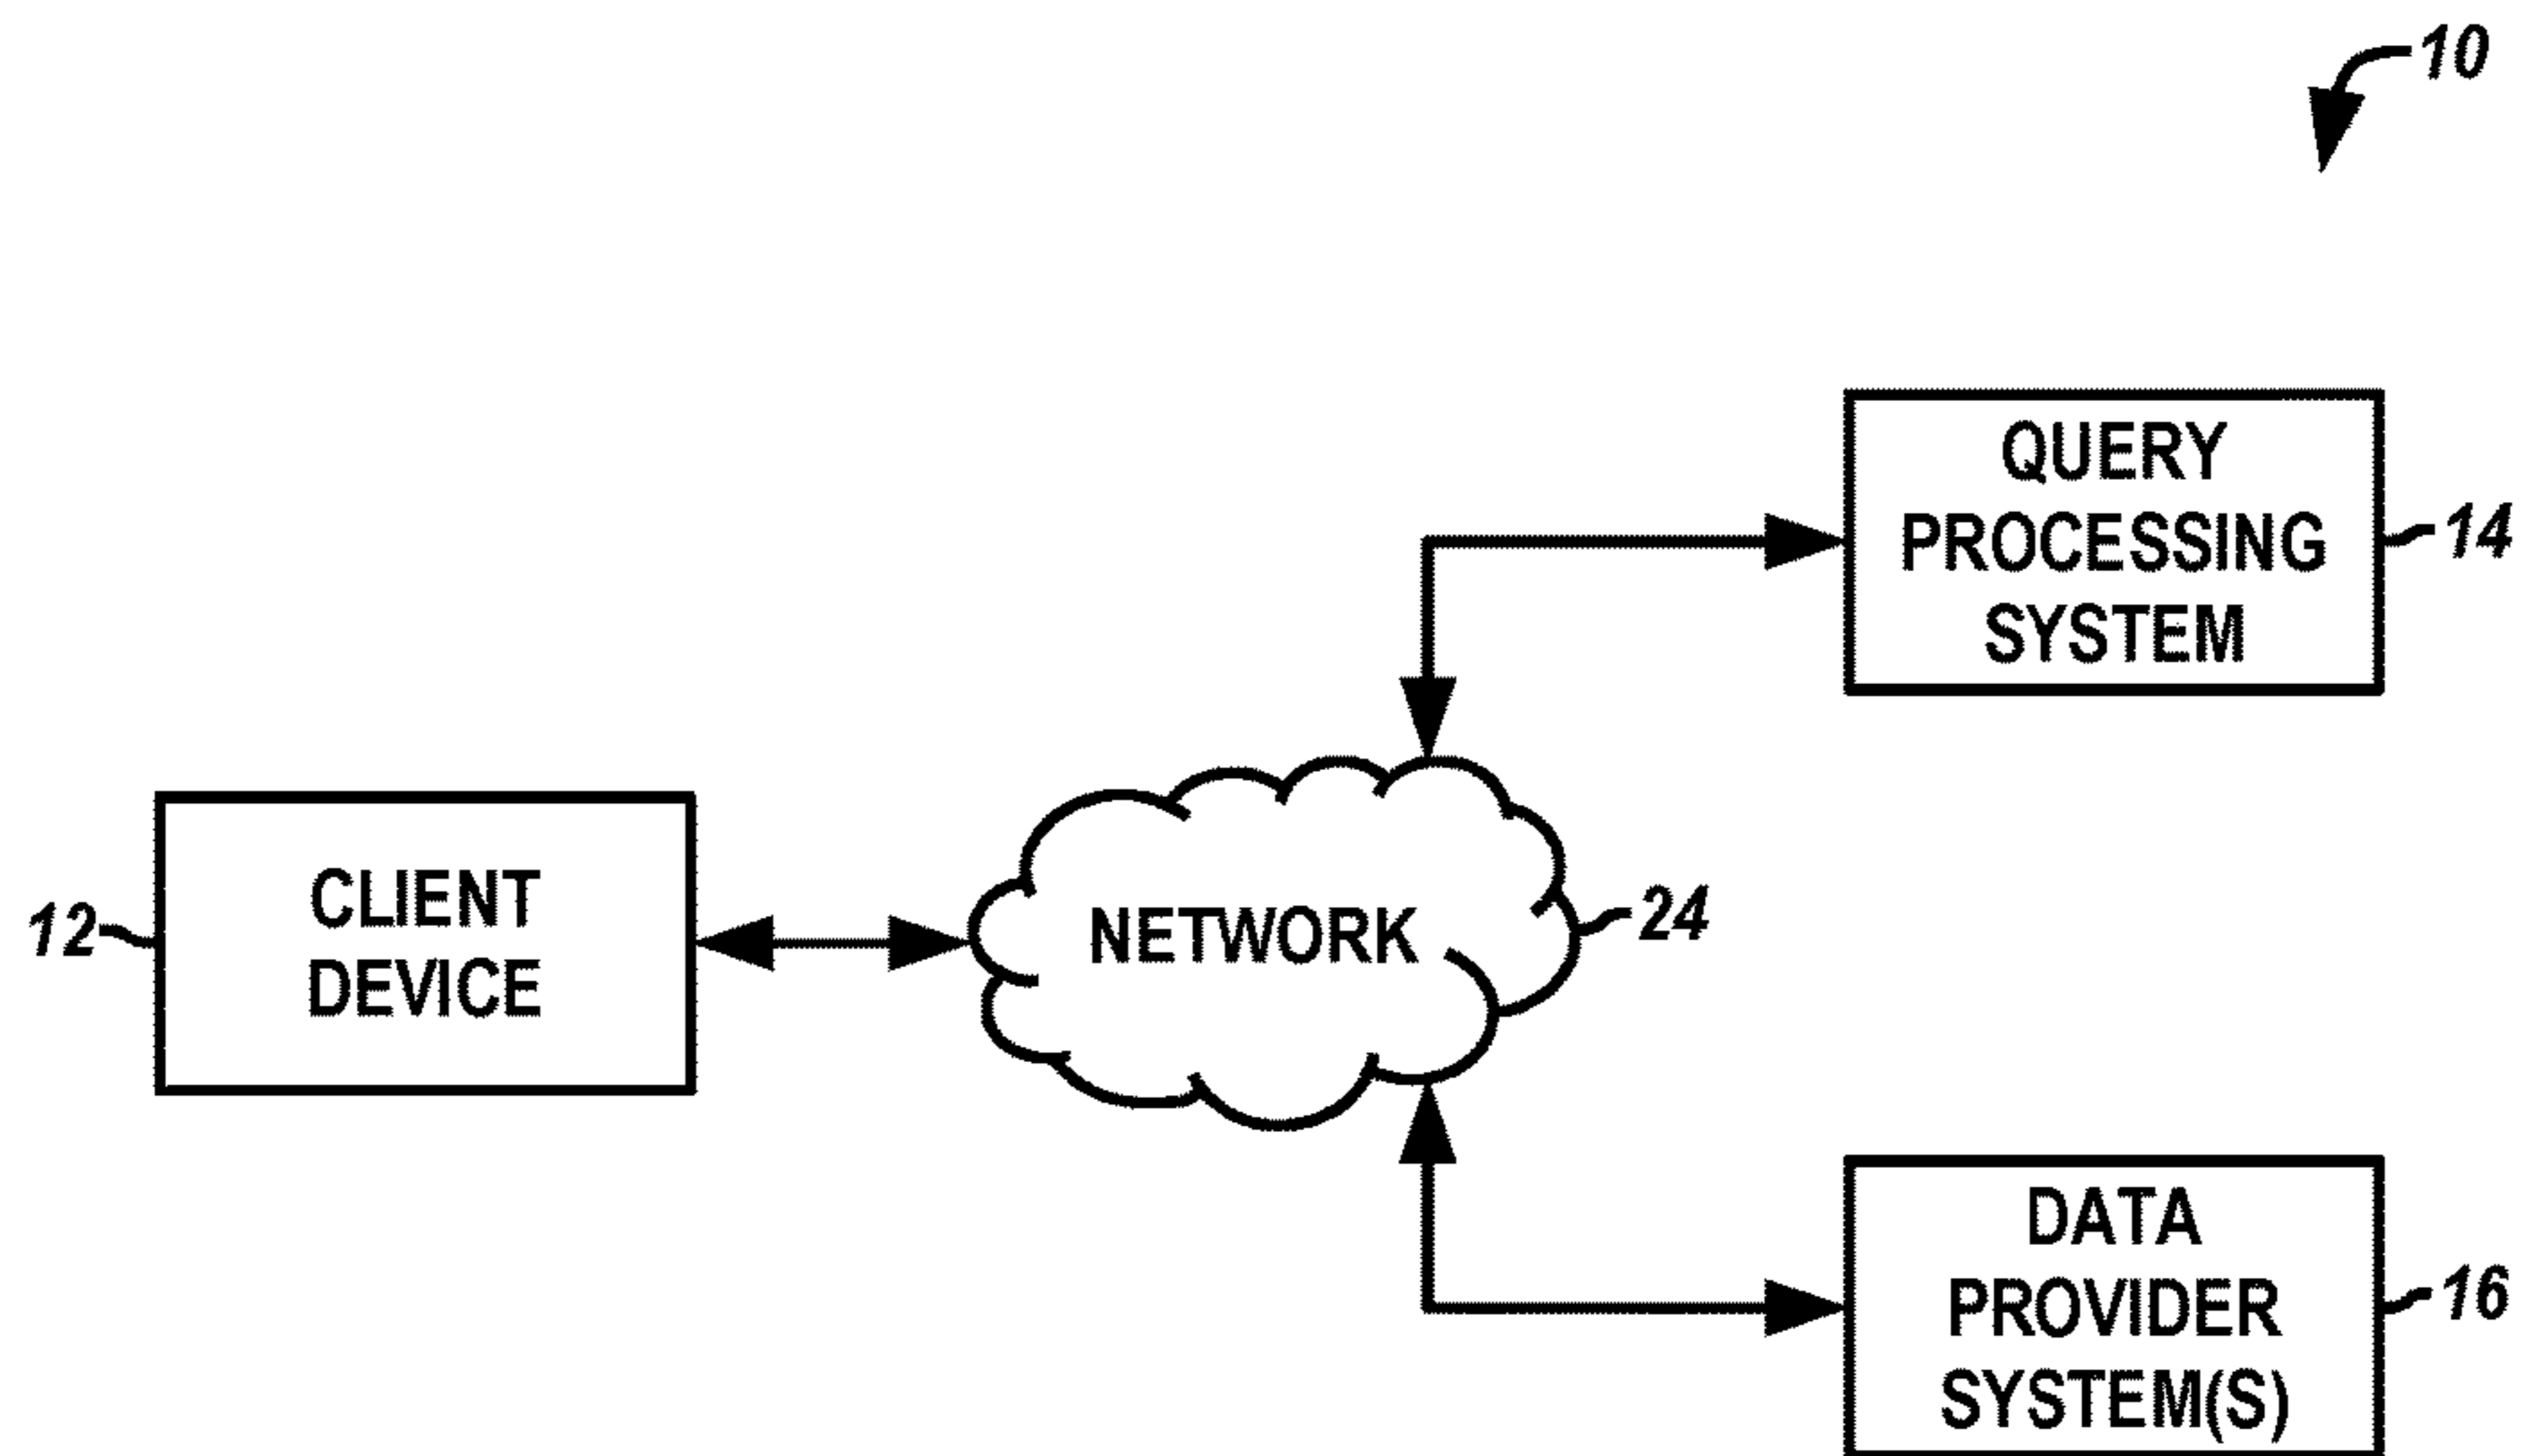 10
QUERY
PROCESSING
SYSTEM
14
CLIENT
DEVICE
12
NETWORK
24
DATA
PROVIDER
SYSTEM(S)
16